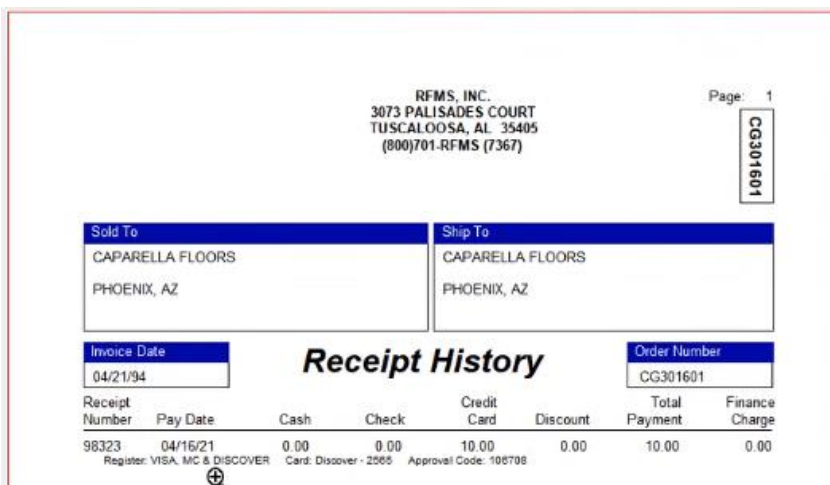 RFMS, INC.
3073 PALISADES COURT
TUSCALOOSA, AL 35405
(800)701-RFMS (7367)
Page: 1
CG301601
Sold To
CAPARELLA FLOORS
PHOENIX, AZ
Ship To
CAPARELLA FLOORS
PHOENIX, AZ
Invoice Date
04/21/94
Receipt History
Order Number
CG301601
Receipt Number Pay Date Cash Check Credit Card Discount Total Payment Finance Charge
98323 04/16/21 0.00 0.00 10.00 0.00 10.00 0.00
Register: VISA, MC & DISCOVER Card: Discover - 2565 Approval Code: 106708